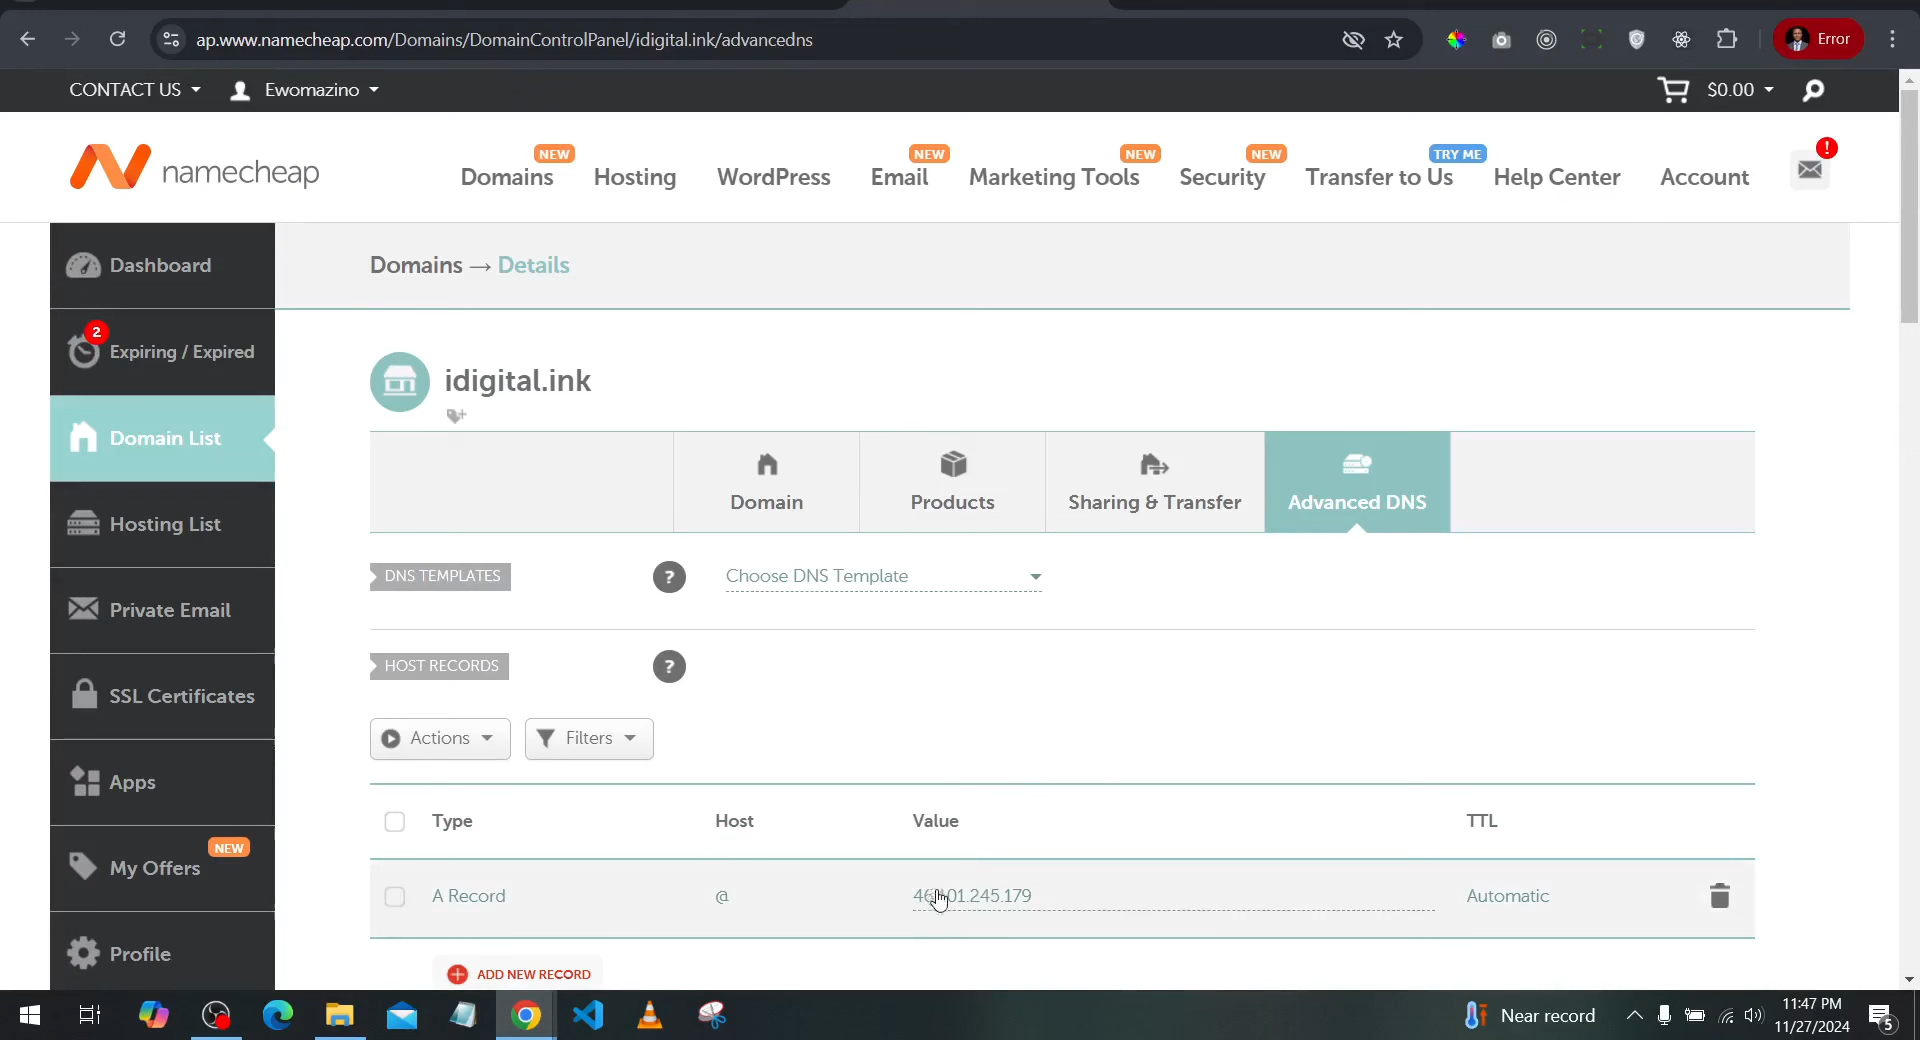 ap.www.namecheap.com/Domains/DomainControlPanel/idigital.ink/advancedns
Error
CONTACT US
Ewomazino
$0.00
namecheap
NEW
Domains
Hosting
WordPress
NEW
Email
NEW
Marketing Tools
NEW
Security
TRY ME
Transfer to Us
Help Center
Account
!
Dashboard
2
Expiring / Expired
Domain List
Hosting List
Private Email
SSL Certificates
Apps
NEW
My Offers
Profile
Domains → Details
idigital.ink
Domain
Products
Sharing & Transfer
Advanced DNS
DNS TEMPLATES
?
Choose DNS Template
HOST RECORDS
?
Actions
Filters
Type Host Value TTL
A Record @ Automatic
ADD NEW RECORD
Near record
11:47 PM
11/27/2024
5